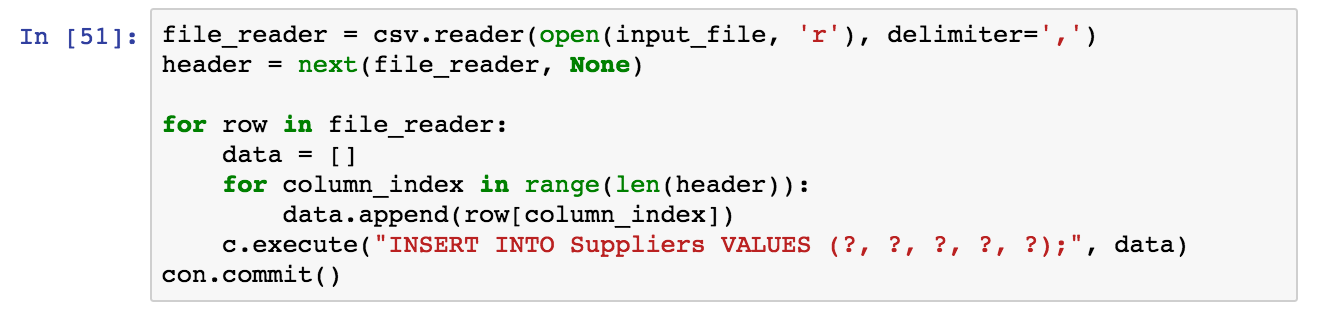 In [51]: file_reader = csv.reader(open(input_file, 'r'), delimiter=',')
header = next(file_reader, None)
for row in file_reader:
    data = []
    for column_index in range(len(header)):
        data.append(row[column_index])
    c.execute("INSERT INTO Suppliers VALUES (?, ?, ?, ?, ?);", data)
con.commit()